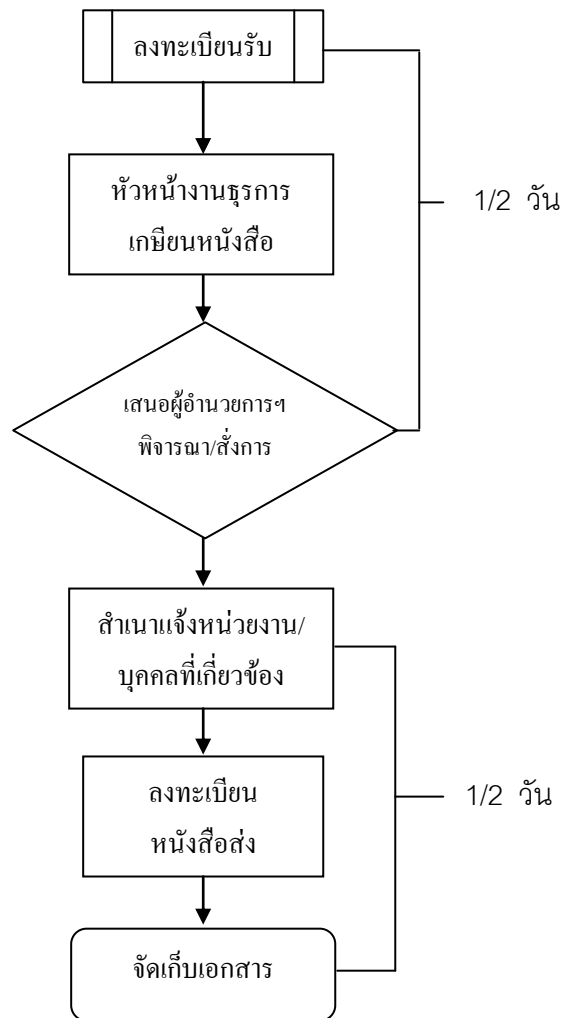 ลงทะเบียนรับ
หัวหน้างานธุรการ
เกษียนหนังสือ
1/2 วัน
เสนอผู้อำนวยการฯ
พิจารณา/สั่งการ
สำเนาแจ้งหน่วยงาน/
บุคคลที่เกี่ยวข้อง
ลงทะเบียน
หนังสือส่ง
1/2 วัน
จัดเก็บเอกสาร